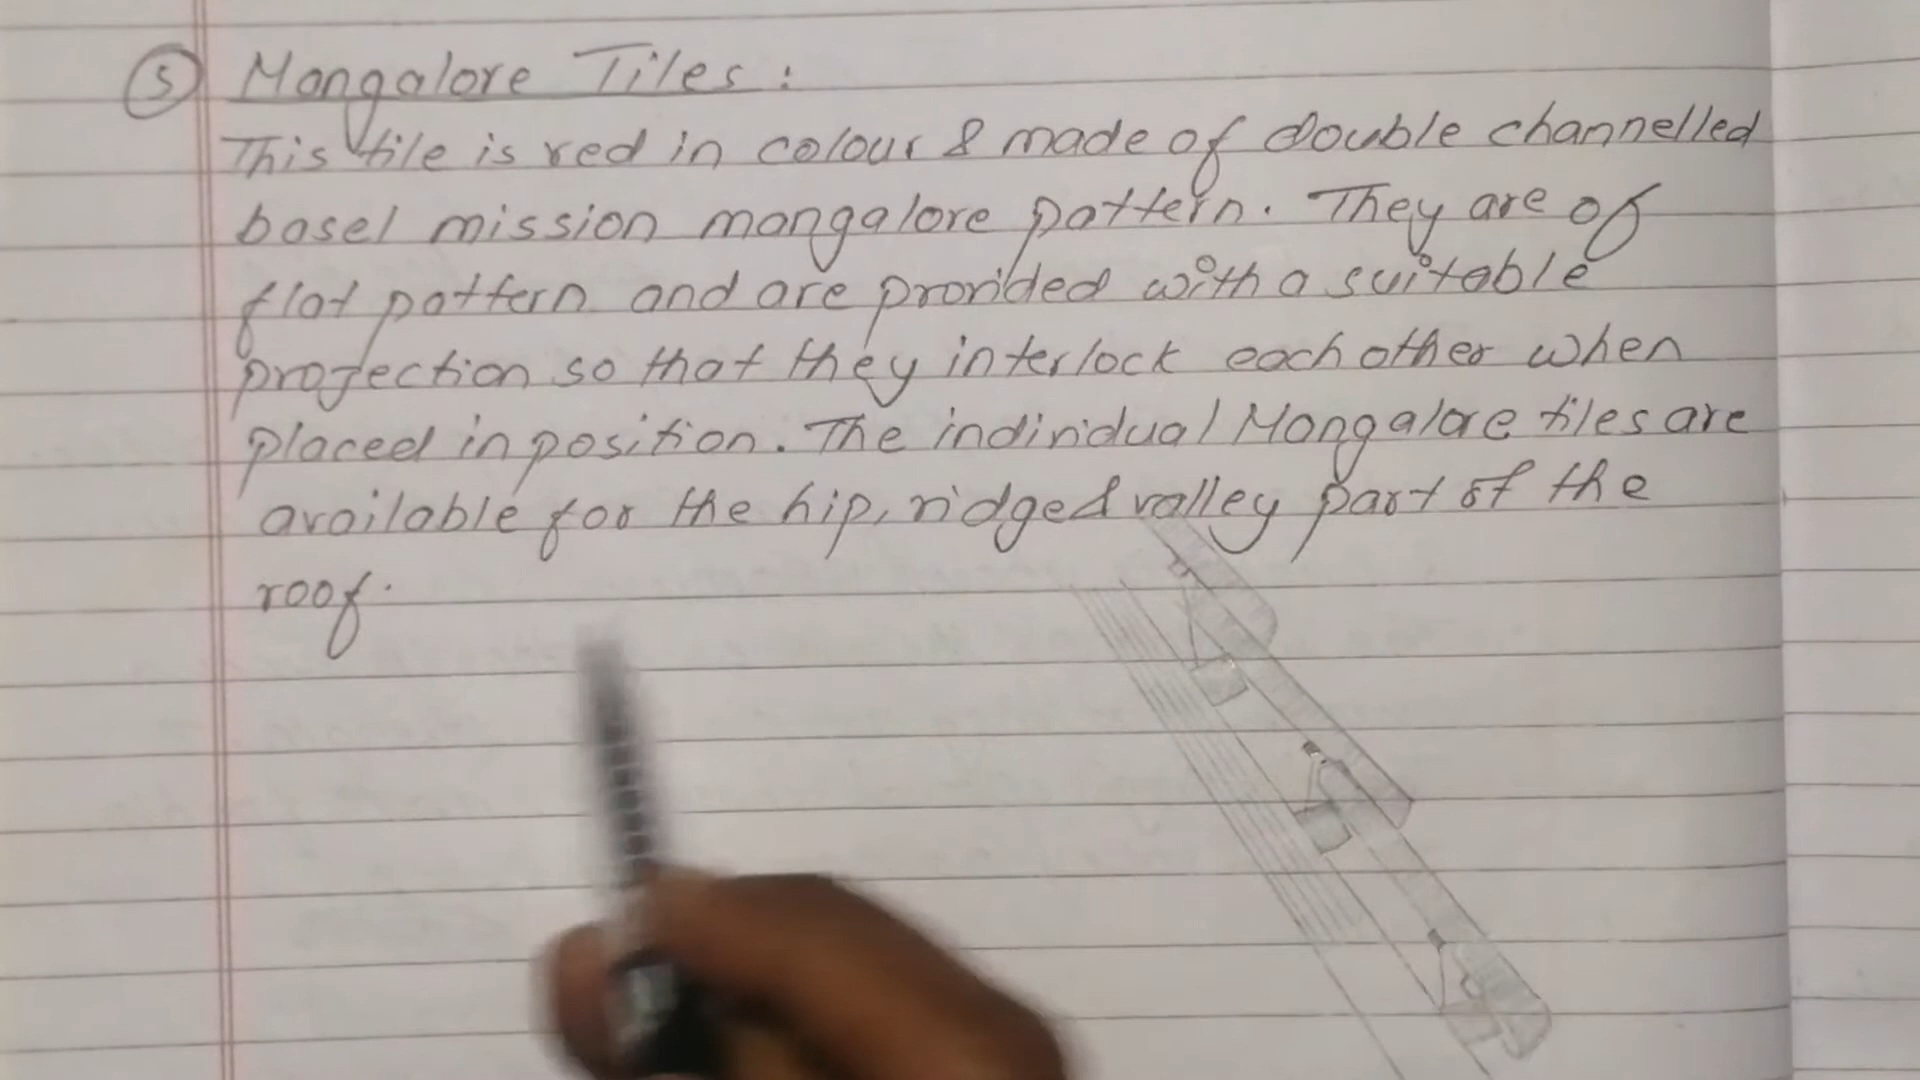 5 Mangalore Tiles:
This tile is red in colour & made of double channelled
basel mission mangalore pattern. They are of
flat pattern and are provided with a suitable
projection so that they interlock each other when
placed in position. The individual Mangalore tiles are
available for the hip, ridge & valley part of the
roof.